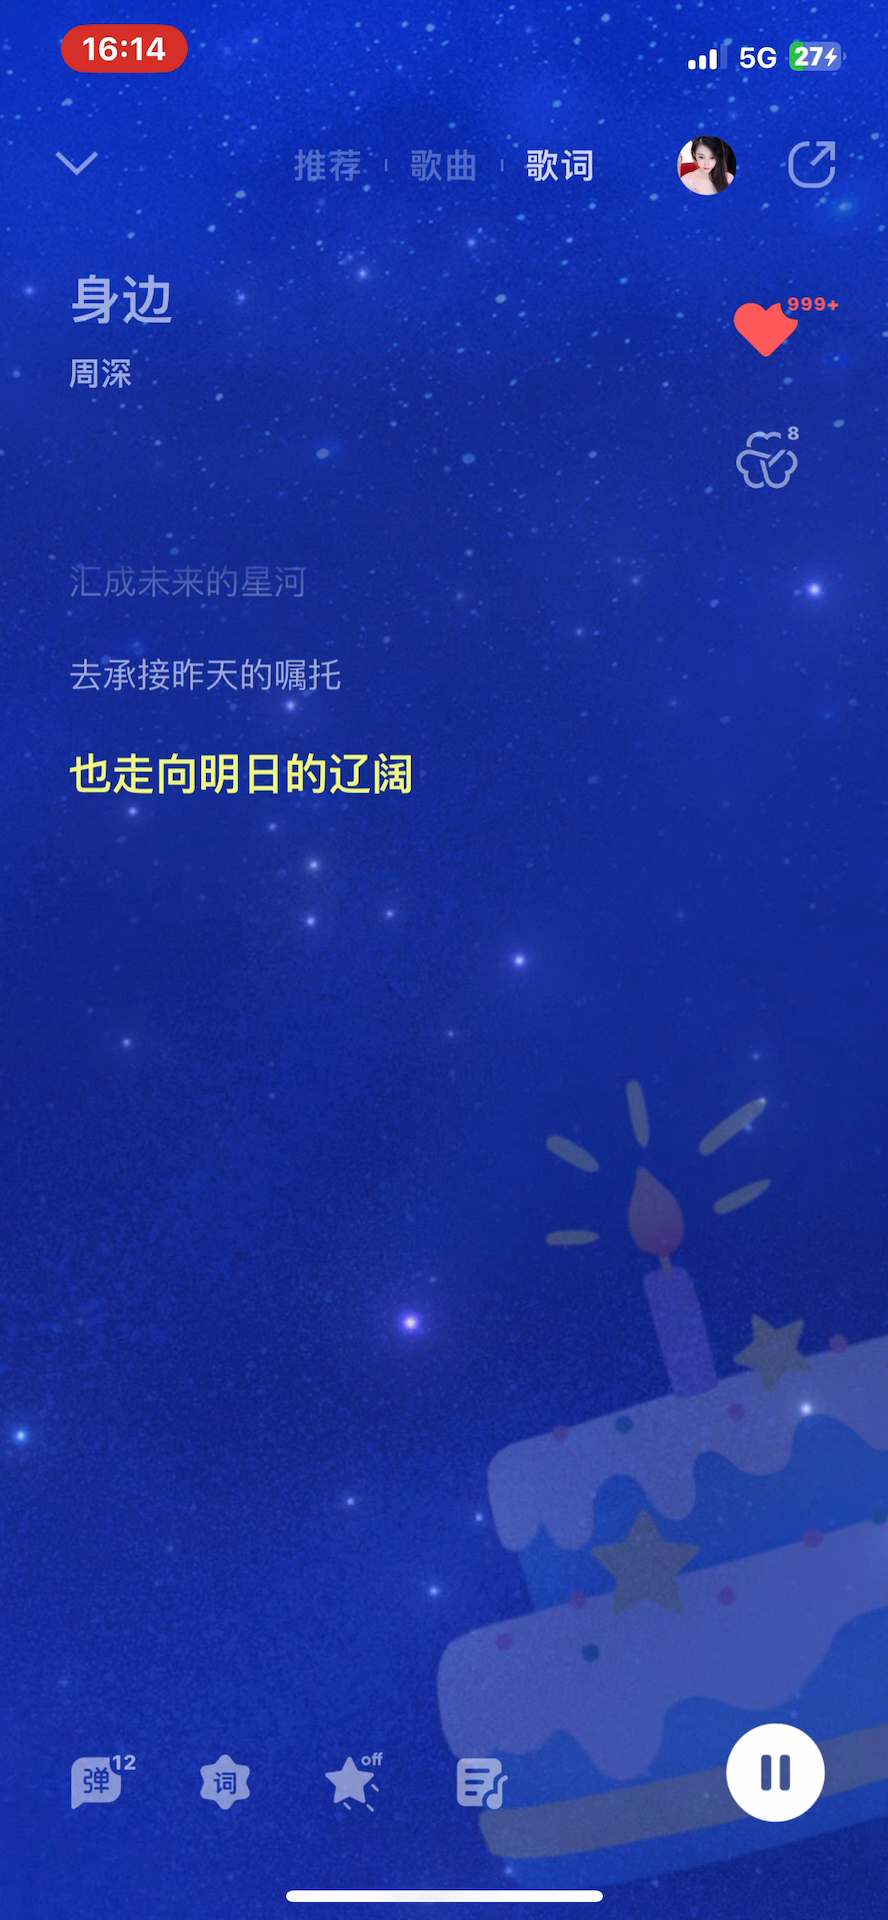 16:14
5G 27
推荐 歌曲 歌词
身边
999+
周深
8
汇成未来的星河
去承接昨天的嘱托
也走向明日的辽阔
弹 12 词 off